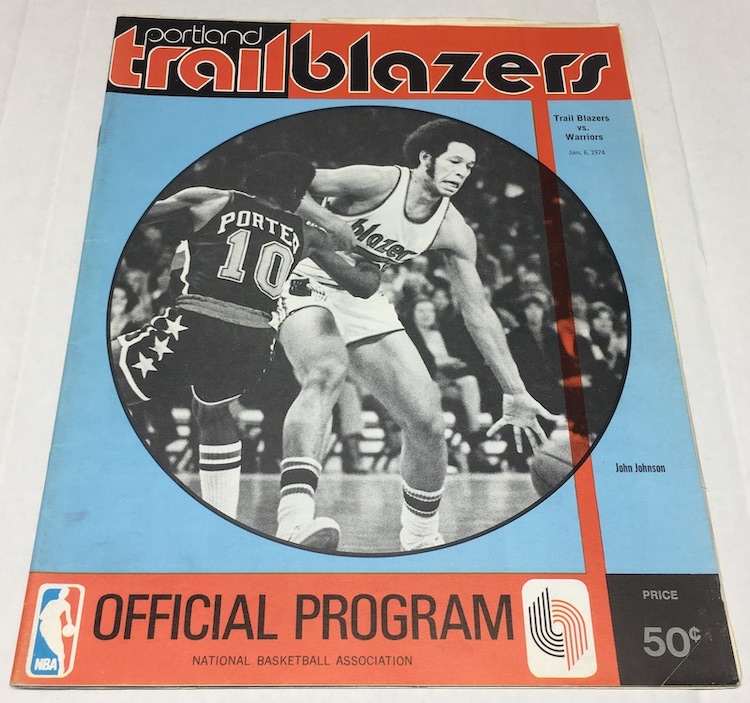 portland
trailblazers
Trail Blazers
vs.
Warriors
Jan. 6, 1974
PORTER
10
blazer
John Johnson
NBA
OFFICIAL PROGRAM
NATIONAL BASKETBALL ASSOCIATION
PRICE
50¢